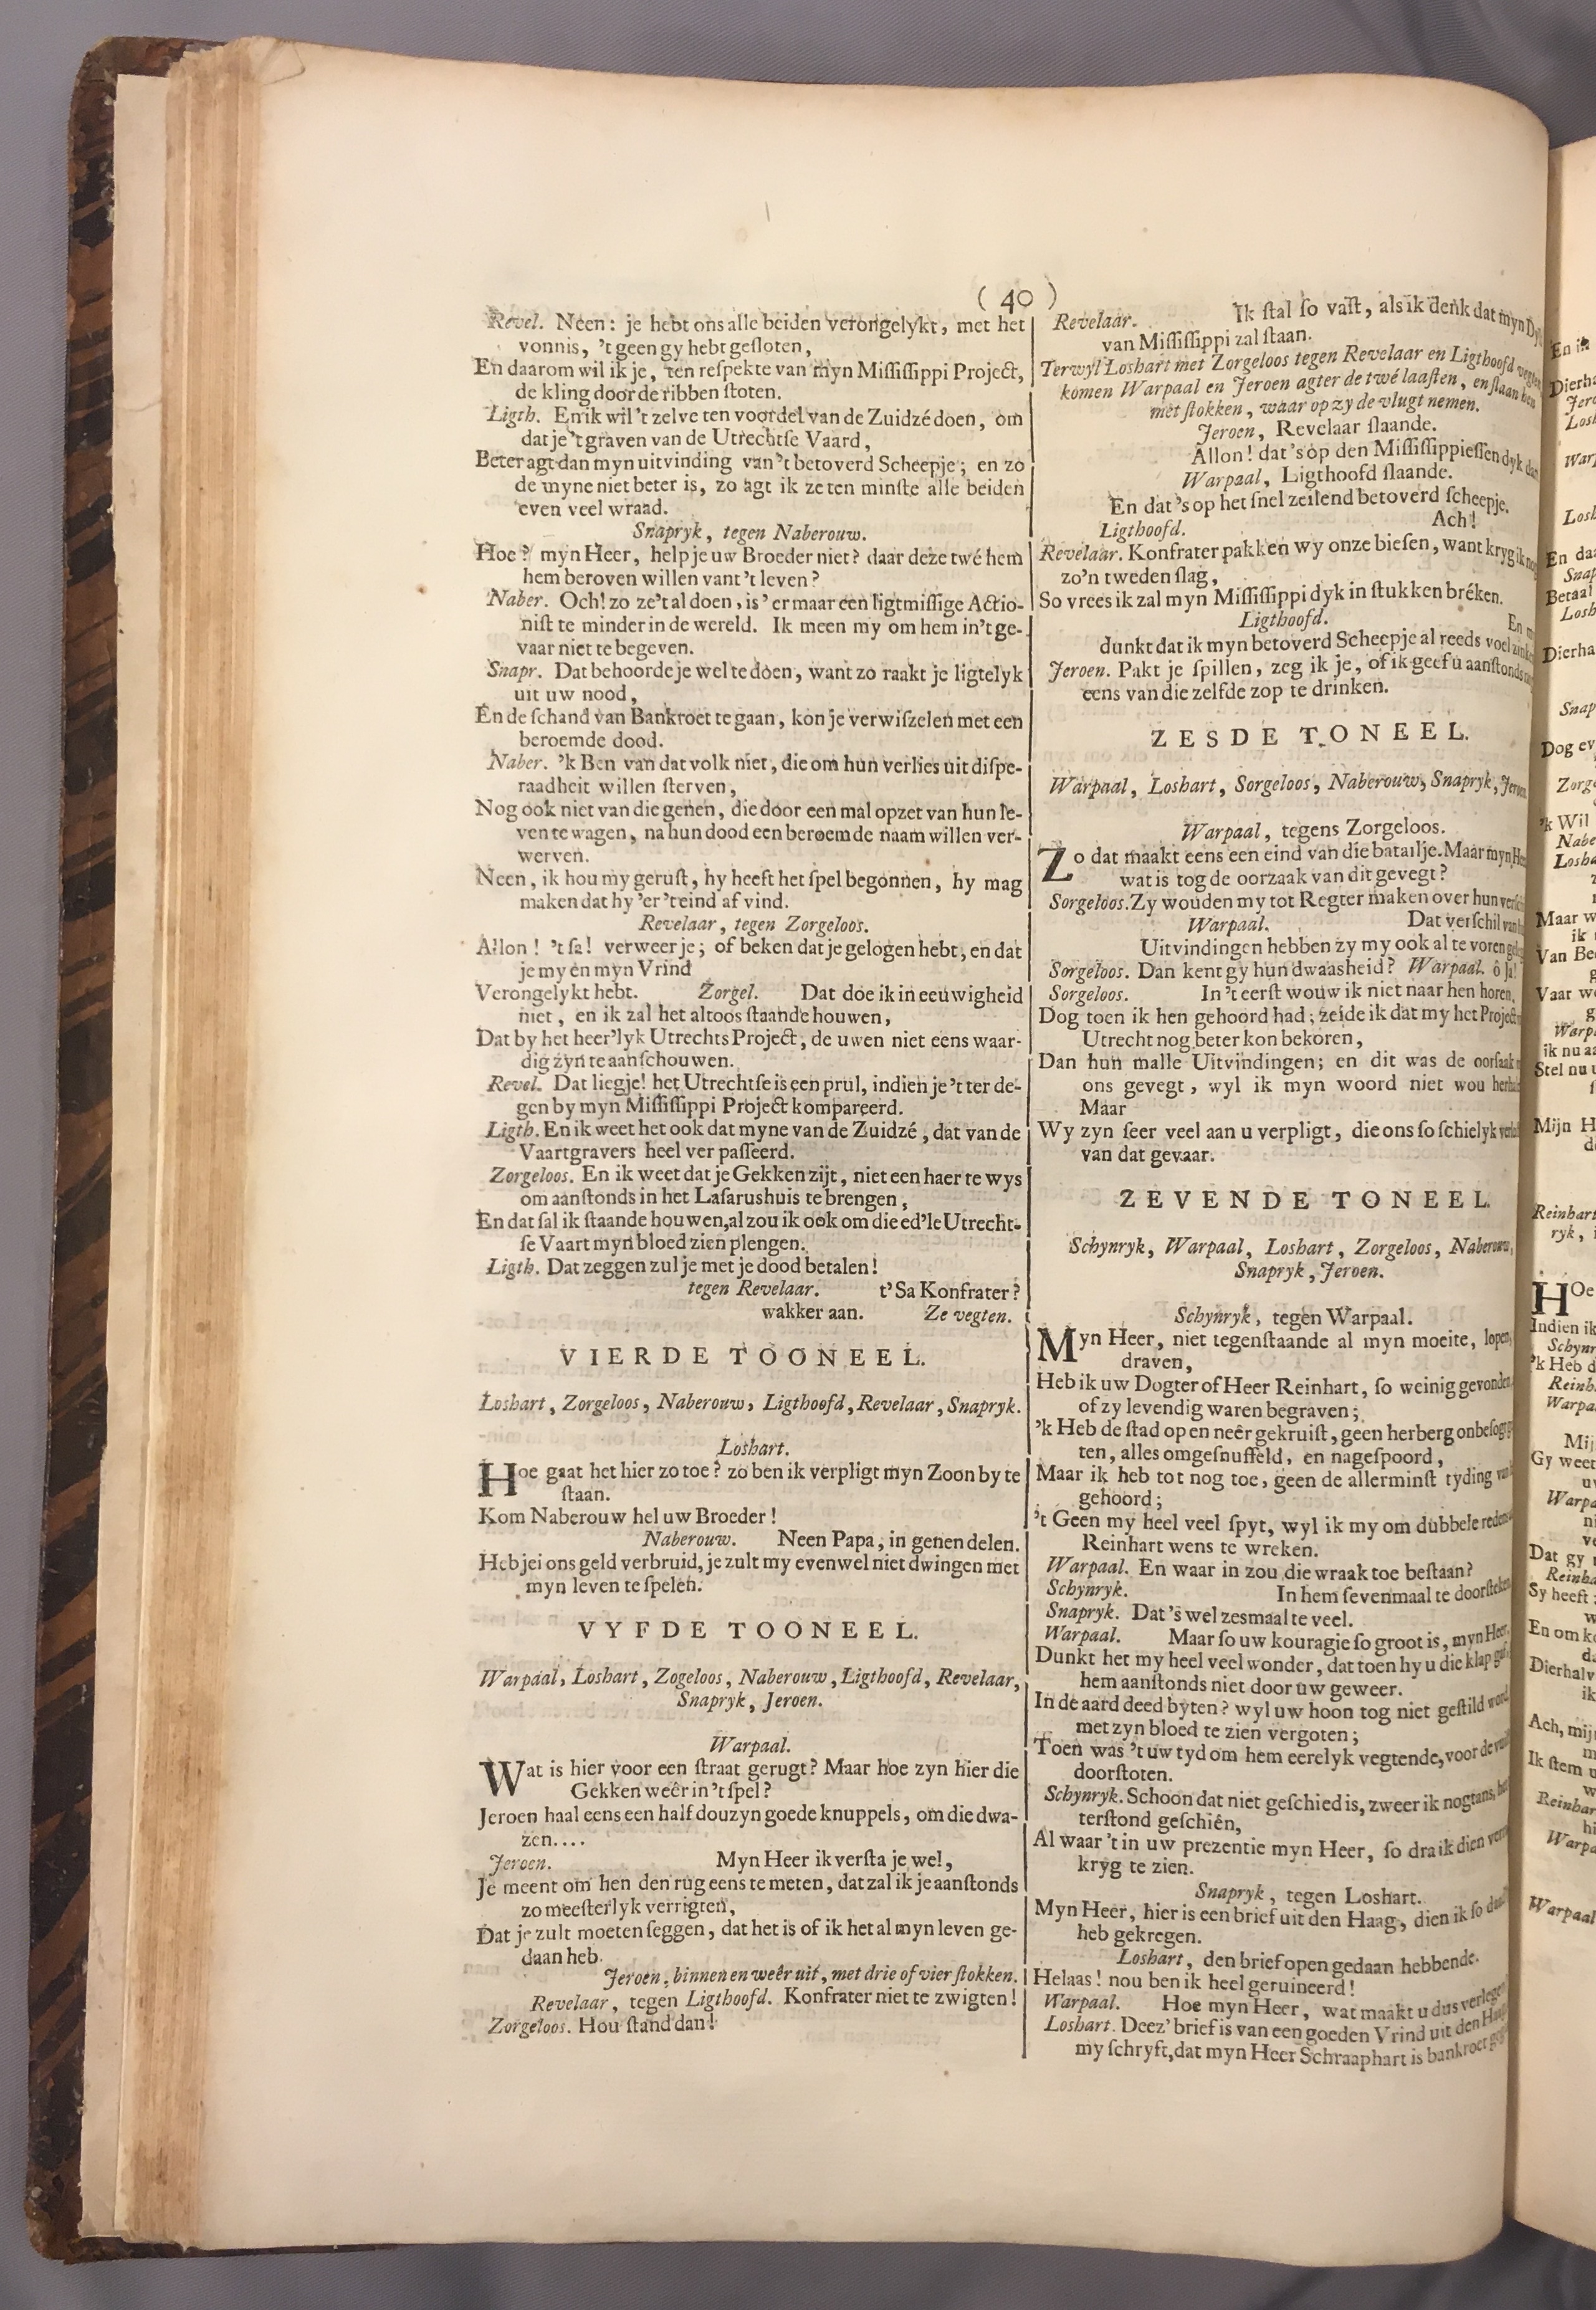 ( 40 )
Revel. Neen: je hebt ons alle beiden verongelykt, met het
vonnis, 't geen gy hebt geſloten,
En daarom wil ik je, ten reſpekte van myn Miſſiſſippi Project,
de kling door de ribben ſtoten.
Ligth. En ik wil 't zelve ten voordel van de Zuidzé doen, om
dat je 't graven van de Utrechtſe Vaard,
Beter agt dan myn uitvinding van 't betoverd Scheepje; en zo
de myne niet beter is, zo agt ik ze ten minſte alle beiden
even veel wraad.
Snapryk, tegen Naberouw.
Hoe? myn Heer, help je uw Broeder niet? daar deze twé hem
hem beroven willen vant 't leven?
Naber. Och! zo ze't al doen, is 'er maar een ligtmiſſige Actio-
niſt te minder in de wereld. Ik meen my om hem in't ge-
vaar niet te begeven.
Snapr. Dat behoorde je wel te doen, want zo raakt je ligtelyk
uit uw nood,
En de ſchand van Bankroet te gaan, kon je verwiſzelen met een
beroemde dood.
Naber. 'k Ben van dat volk niet, die om hun verlies uit diſpe-
raadheit willen ſterven,
Nog ook niet van die genen, die door een mal opzet van hun le-
ven te wagen, na hun dood een beroemde naam willen ver-
werven.
Neen, ik hou my geruſt, hy heeft het ſpel begonnen, hy mag
maken dat hy 'er 't eind af vind.
Revelaar, tegen Zorgeloos.
Allon! 't ſa! verweer je; of beken dat je gelogen hebt, en dat
je my en myn Vrind
Verongelykt hebt. Zorgel. Dat doe ik in eeuwigheid
niet, en ik zal het altoos ſtaande houwen,
Dat by het heer'lyk Utrechts Project, de uwen niet eens waar-
dig zyn te aanſchouwen.
Revel. Dat liegje! het Utrechtſe is een prul, indien je 't ter de-
gen by myn Miſſiſſippi Project kompareerd.
Ligth. En ik weet het ook dat myne van de Zuidzé, dat van de
Vaartgravers heel ver paſſeerd.
Zorgeloos. En ik weet dat je Gekken zijt, niet een haer te wys
om aanſtonds in het Laſarushuis te brengen,
En dat ſal ik ſtaande houwen, al zou ik ook om die ed'le Utrecht-
ſe Vaart myn bloed zien plengen.
Ligth. Dat zeggen zul je met je dood betalen!
tegen Revelaar. t'Sa Konfrater?
wakker aan. Ze vegten.
VIERDE TOONEEL.
Loshart, Zorgeloos, Naberouw, Ligthoofd, Revelaar, Snapryk.
Loshart.
Hoe gaat het hier zo toe? zo ben ik verpligt myn Zoon by te
ſtaan.
Kom Naberouw hel uw Broeder!
Naberouw. Neen Papa, in genen delen.
Heb jei ons geld verbruid, je zult my evenwel niet dwingen met
myn leven te ſpelen.
VYFDE TOONEEL.
Warpaal, Loshart, Zogeloos, Naberouw, Ligthoofd, Revelaar,
Snapryk, Jeroen.
Warpaal.
Wat is hier voor een ſtraat gerugt? Maar hoe zyn hier die
Gekken weêr in 't ſpel?
Jeroen haal eens een half douzyn goede knuppels, om die dwa-
zen....
Jeroen. Myn Heer ik verſta je wel,
Je meent om hen den rug eens te meten, dat zal ik je aanſtonds
zo meeſterlyk verrigten,
Dat je zult moeten ſeggen, dat het is of ik het al myn leven ge-
daan heb.
Jeroen, binnen en weêr uit, met drie of vier ſtokken.
Revelaar, tegen Ligthoofd. Konfrater niet te zwigten!
Zorgeloos. Hou ſtand dan!
Revelaar. Ik ſtal ſo vaſt, als ik denk dat myn
van Miſſiſſippi zal ſtaan.
Terwyl Loshart met Zorgeloos tegen Revelaar en Ligthoofd vegten
komen Warpaal en Jeroen agter de twé laaſten, en ſlaan hen
met ſtokken, waar op zy de vlugt nemen.
Jeroen, Revelaar ſlaande.
Allon! dat 's op den Miſſiſſippieſſen dyk
Warpaal, Ligthoofd ſlaande.
En dat 's op het ſnel zeilend betoverd ſcheepje.
Ligthoofd. Ach!
Revelaar. Konfrater pakken wy onze bieſen, want kryg ik nog
zo'n tweden ſlag,
So vrees ik zal myn Miſſiſſippi dyk in ſtukken bréken.
Ligthoofd. En
dunkt dat ik myn betoverd Scheepje al reeds voel
Jeroen. Pakt je ſpillen, zeg ik je, of ik geef u aanſtonds
eens van die zelfde zop te drinken.
ZESDE TONEEL.
Warpaal, Loshart, Sorgeloos, Naberouw, Snapryk, Jeroen
Warpaal, tegens Zorgeloos.
Zo dat maakt eens een eind van die batailje. Maar myn
wat is tog de oorzaak van dit gevegt?
Sorgeloos. Zy wouden my tot Regter maken over hun
Warpaal. Dat verſchil van
Uitvindingen hebben zy my ook al te voren
Sorgeloos. Dan kent gy hun dwaasheid? Warpaal. ô Ja!
Sorgeloos. In 't eerſt wouw ik niet naar hen horen,
Dog toen ik hen gehoord had; zeide ik dat my het Project
Utrecht nog beter kon bekoren,
Dan hun malle Uitvindingen; en dit was de oorſaak
ons gevegt, wyl ik myn woord niet wou
Maar
Wy zyn ſeer veel aan u verpligt, die ons ſo ſchielyk
van dat gevaar.
ZEVENDE TONEEL.
Schynryk, Warpaal, Loshart, Zorgeloos, Naberouw,
Snapryk, Jeroen.
Schynryk, tegen Warpaal.
Myn Heer, niet tegenſtaande al myn moeite, lopen,
draven,
Heb ik uw Dogter of Heer Reinhart, ſo weinig gevonden,
of zy levendig waren begraven;
'k Heb de ſtad op en neêr gekruiſt, geen herberg
ten, alles omgeſnuffeld, en nageſpoord,
Maar ik heb tot nog toe, geen de allerminſt tyding
gehoord;
't Geen my heel veel ſpyt, wyl ik my om dubbele
Reinhart wens te wreken.
Warpaal. En waar in zou die wraak toe beſtaan?
Schynryk. In hem ſevenmaal te doorſteken
Snapryk. Dat 's wel zesmaal te veel.
Warpaal. Maar ſo uw kouragie ſo groot is, myn Heer,
Dunkt het my heel veel wonder, dat toen hy u die klap gaf,
hem aanſtonds niet door uw geweer.
In de aard deed byten? wyl uw hoon tog niet geſtild
met zyn bloed te zien vergoten;
Toen was 't uw tyd om hem eerelyk vegtende, voor de
doorſtoten.
Schynryk. Schoon dat niet geſchied is, zweer ik nogtans,
terſtond geſchiên,
Al waar 't in uw prezentie myn Heer, ſo dra ik dien
kryg te zien.
Snapryk, tegen Loshart.
Myn Heer, hier is een brief uit den Haag, dien ik ſo
heb gekregen.
Loshart, den brief open gedaan hebbende.
Helaas! nou ben ik heel geruineerd!
Warpaal. Hoe myn Heer, wat maakt u dus verlegen
Loshart. Deez' brief is van een goeden Vrind uit den
my ſchryft, dat myn Heer Schraaphart is bankroet